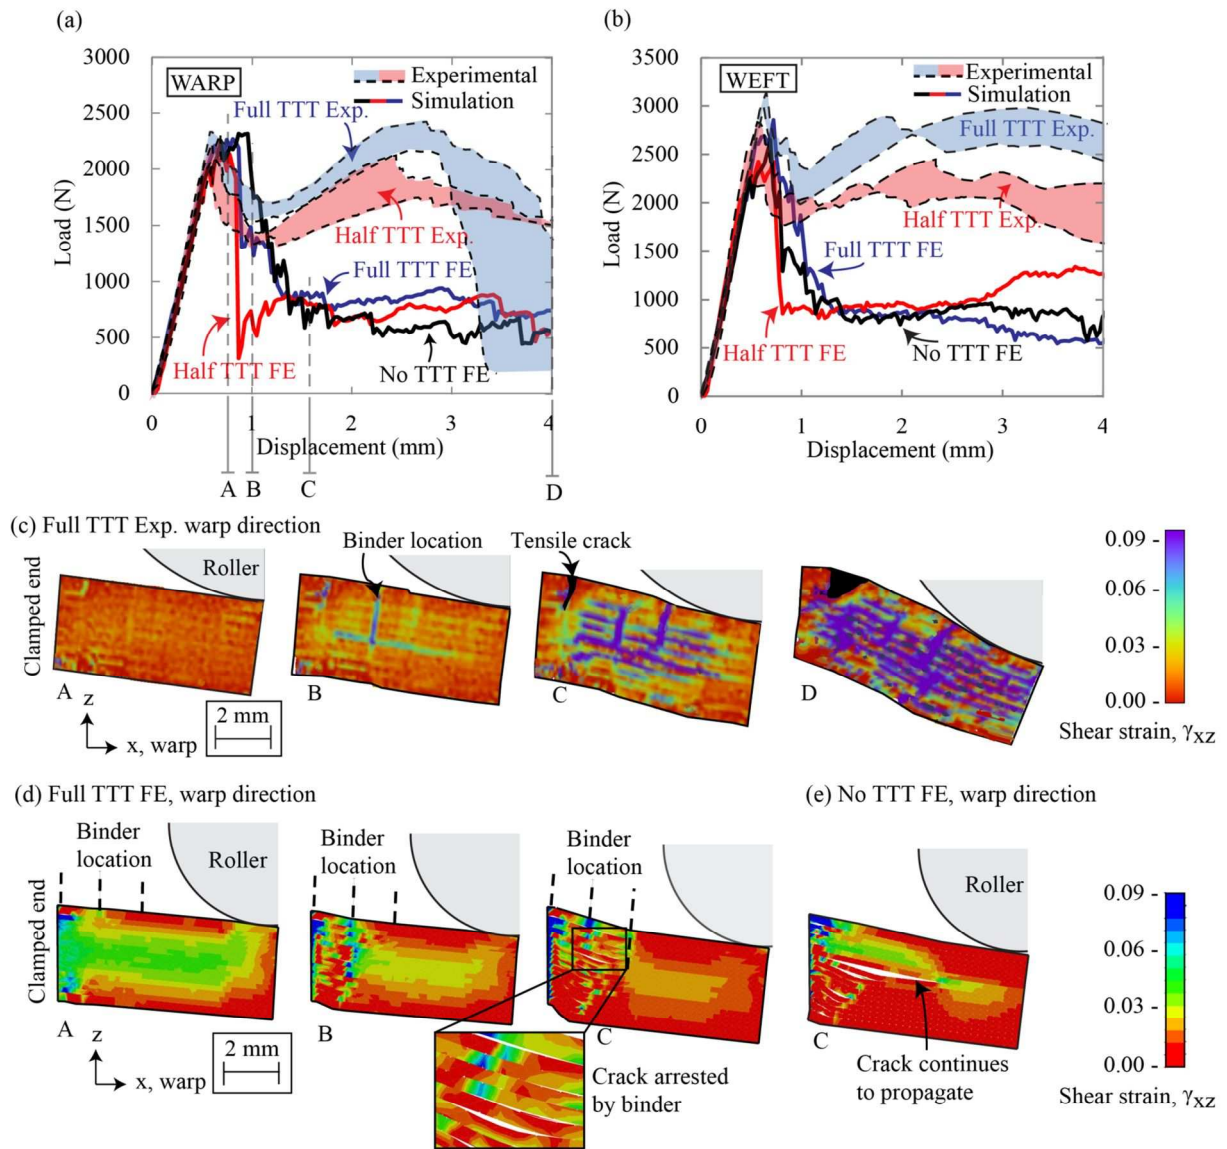 (a)
(b)
3000
2500
2000
1500
1000
500
0
Load (N)
WARP
Experimental
Simulation
Full TTT Exp.
Half TTT Exp.
Full TTT FE
Half TTT FE
No TTT FE
0
1
2
3
4
Displacement (mm)
A
B
C
D
3500
3000
2500
2000
1500
1000
500
0
Load (N)
WEFT
Experimental
Simulation
Full TTT Exp.
Half TTT Exp.
Full TTT FE
Half TTT FE
No TTT FE
0
1
2
3
4
Displacement (mm)
(c) Full TTT Exp. warp direction
Clamped end
Roller
Binder location
Tensile crack
A
B
C
D
z
x, warp
2 mm
0.09
0.06
0.03
0.00
Shear strain, γxz
(d) Full TTT FE, warp direction
(e) No TTT FE, warp direction
Clamped end
Binder
location
Roller
Binder
location
Binder
location
Roller
A
B
C
C
z
x, warp
2 mm
Crack arrested
by binder
Crack continues
to propagate
0.09
0.06
0.03
0.00
Shear strain, γxz